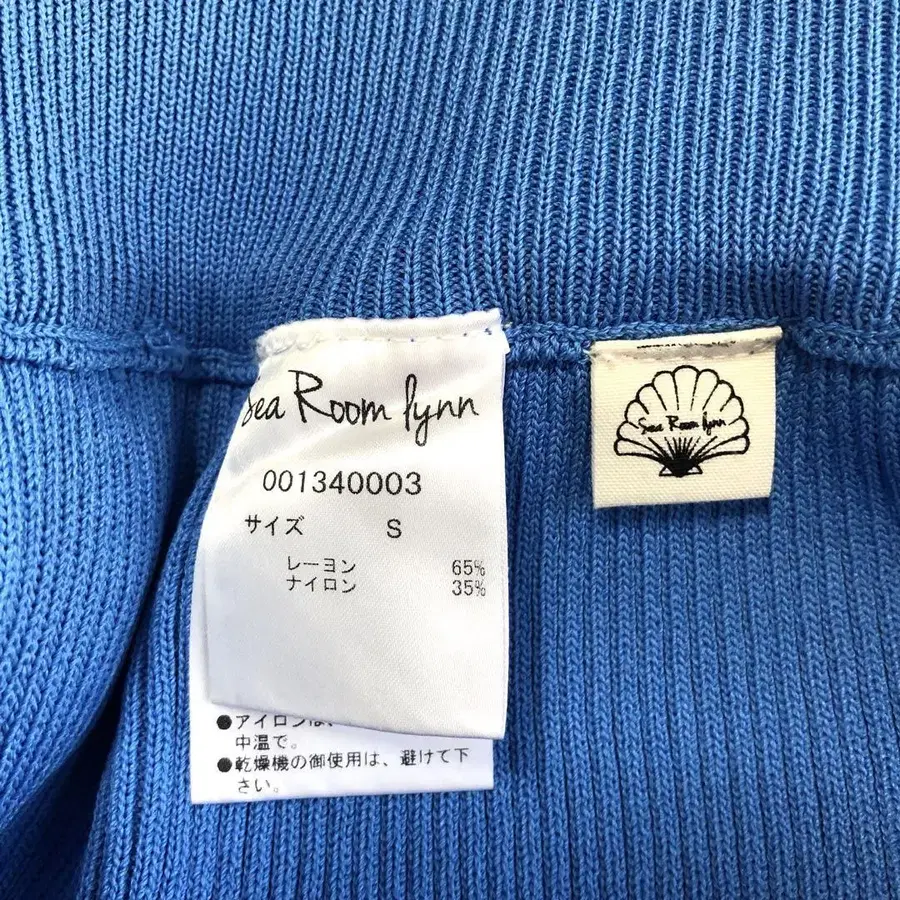 Sea Room lynn
001340003
サイズ S
レーヨン 65%
ナイロン 35%
●アイロンは、
中温で。
●乾燥機の御使用は、避けて下
さい。
Sea Room lynn